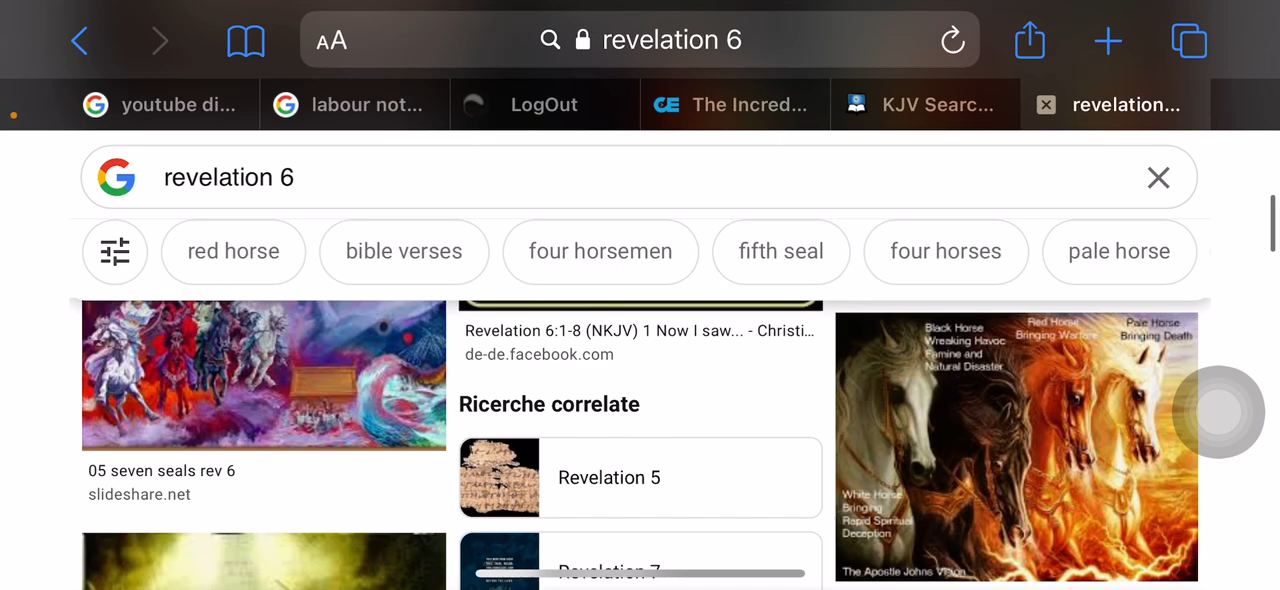 AA
revelation 6
youtube di...
labour not...
LogOut
The Incred...
KJV Searc...
revelation...
revelation 6
red horse
bible verses
four horsemen
fifth seal
four horses
pale horse
05 seven seals rev 6
slideshare.net
Revelation 6:1-8 (NKJV) 1 Now I saw... - Christi...
de-de.facebook.com
Ricerche correlate
Revelation 5
Revelation 7
Black Horse
Wreaking Havoc
Famine and
Natural Disaster
Red Horse
Bringing Warfare
Pale Horse
Bringing Death
White Horse
Bringing
Rapid Spiritual
Deception
The Apostle Johns Vision